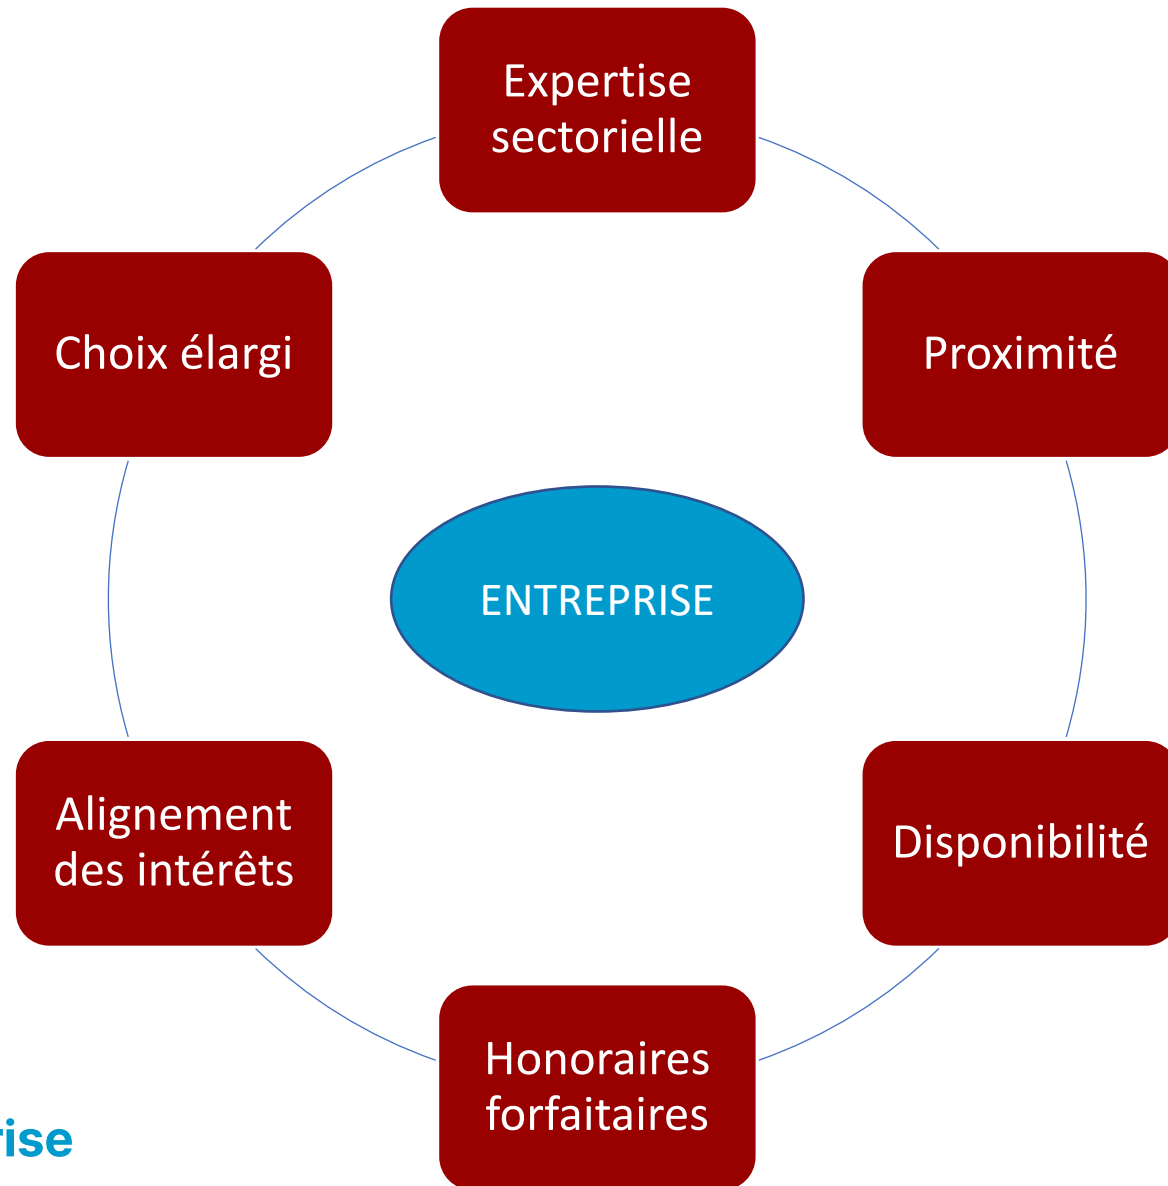 Expertise
sectorielle
Choix élargi
Proximité
ENTREPRISE
Alignement
des intérêts
Disponibilité
Honoraires
forfaitaires
rise